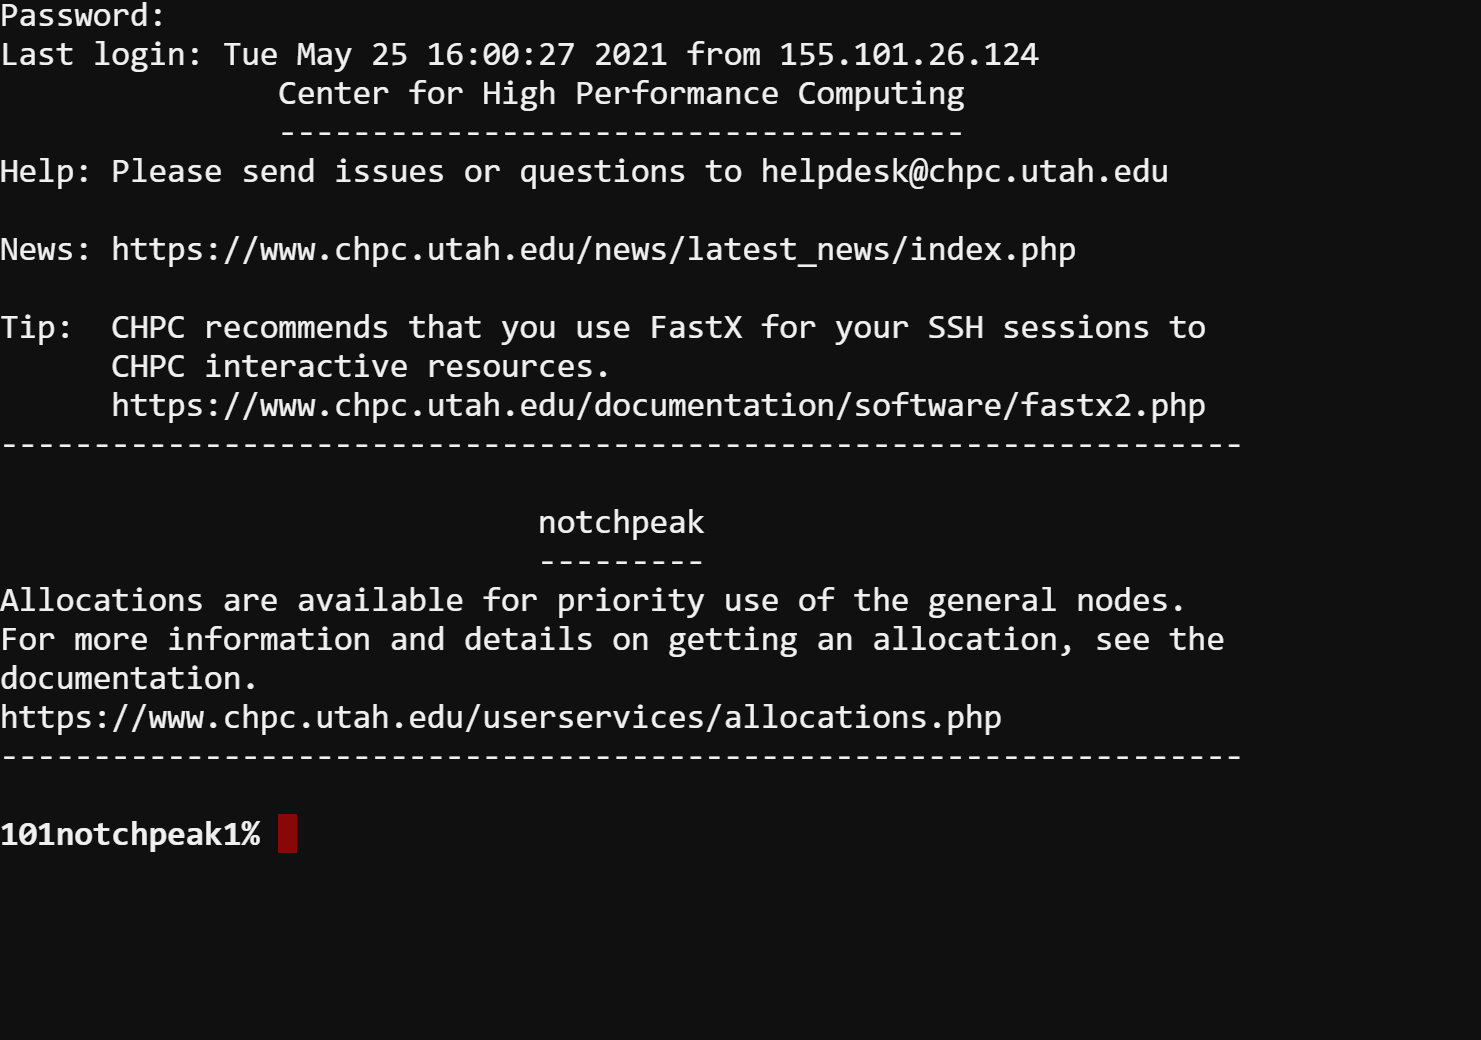 Password:
Last login: Tue May 25 16:00:27 2021 from 155.101.26.124
Center for High Performance Computing
-------------------------------------
Help: Please send issues or questions to helpdesk@chpc.utah.edu
News: https://www.chpc.utah.edu/news/latest_news/index.php
Tip:  CHPC recommends that you use FastX for your SSH sessions to
CHPC interactive resources.
https://www.chpc.utah.edu/documentation/software/fastx2.php
-------------------------------------------------------------------
notchpeak
---------
Allocations are available for priority use of the general nodes.
For more information and details on getting an allocation, see the
documentation.
https://www.chpc.utah.edu/userservices/allocations.php
-------------------------------------------------------------------
101notchpeak1%